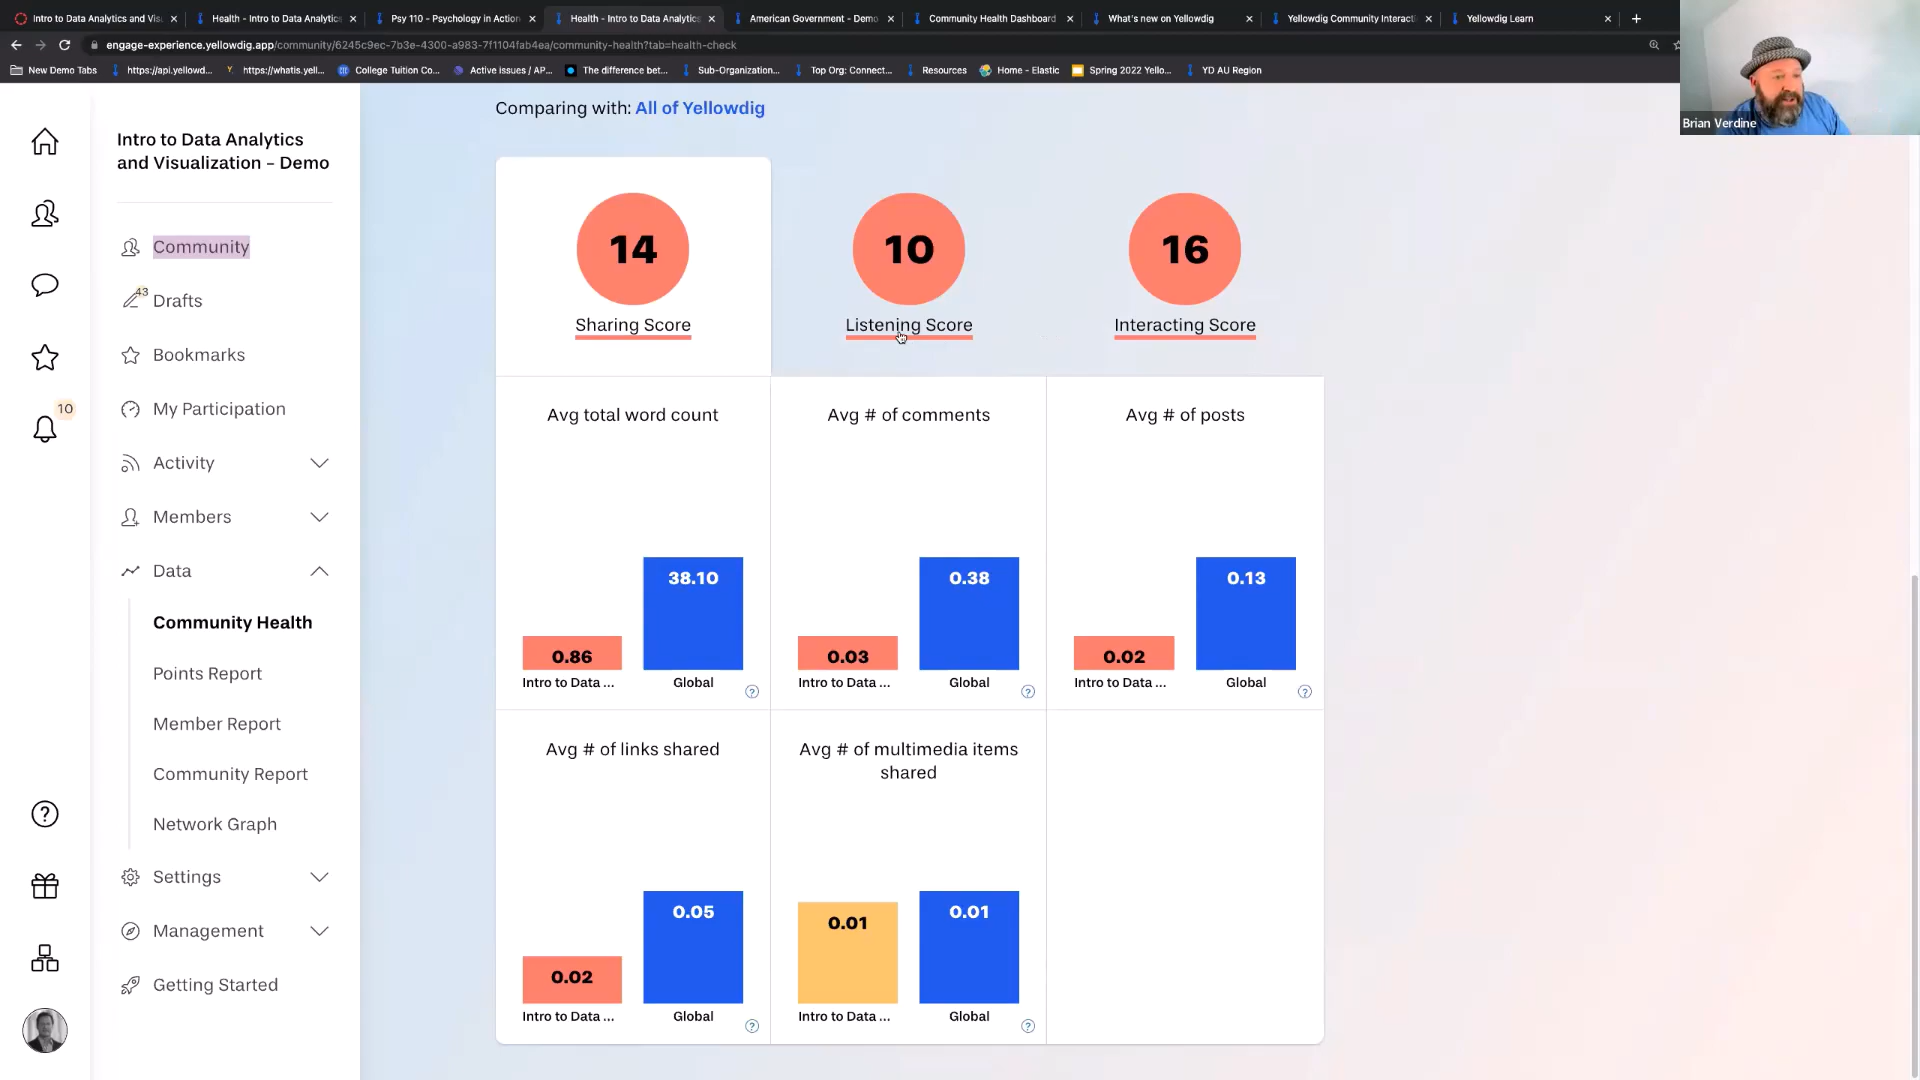 Intro to Data Analytics and Vis
Health - Intro to Data Analytics
Psy 110 - Psychology in Action
Health - Intro to Data Analytics
American Government - Demo
Community Health Dashboard
What's new on Yellowdig
Yellowdig Community Interacti
Yellowdig Learn
engage-experience.yellowdig.app/community/6245c9ec-7b3e-4300-a983-7f1104fab4ea/community-health?tab=health-check
New Demo Tabs
https://api.yellowd...
https://whatis.yell...
College Tuition Co...
Active issues / AP...
The difference bet...
Sub-Organization...
Top Org: Connect...
Resources
Home - Elastic
Spring 2022 Yello...
YD AU Region
Brian Verdine
Intro to Data Analytics
and Visualization - Demo
Community
43
Drafts
Bookmarks
My Participation
10
Activity
Members
Data
Community Health
Points Report
Member Report
Community Report
Network Graph
Settings
Management
Getting Started
Comparing with: All of Yellowdig
14
Sharing Score
10
Listening Score
16
Interacting Score
Avg total word count
0.86
38.10
Intro to Data ...
Global
Avg # of comments
0.03
0.38
Intro to Data ...
Global
Avg # of posts
0.02
0.13
Intro to Data ...
Global
Avg # of links shared
0.02
0.05
Intro to Data ...
Global
Avg # of multimedia items
shared
0.01
0.01
Intro to Data ...
Global